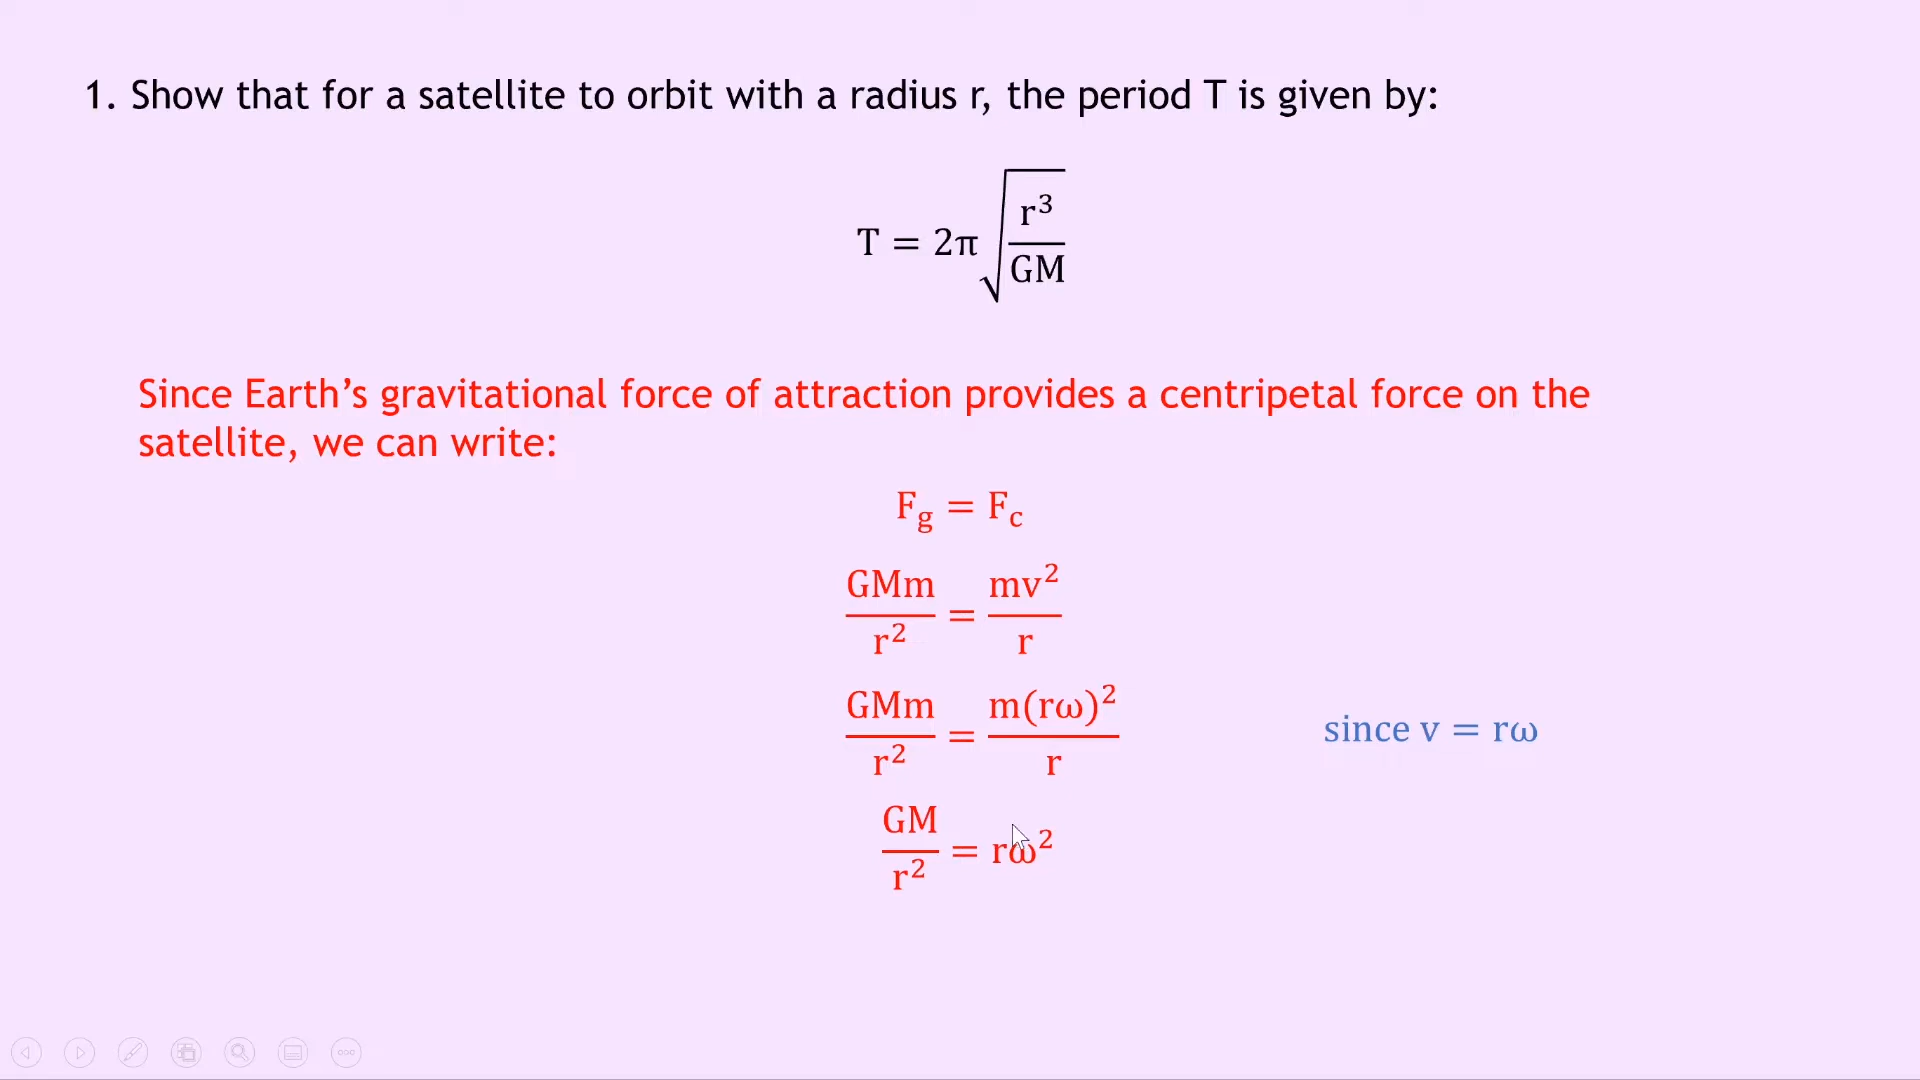 1. Show that for a satellite to orbit with a radius r, the period T is given by:
T = 2π√(r³/GM)
Since Earth’s gravitational force of attraction provides a centripetal force on the
satellite, we can write:
F_g = F_c
GMm/r² = mv²/r
GMm/r² = m(rω)²/r since v = rω
GM/r² = rω²